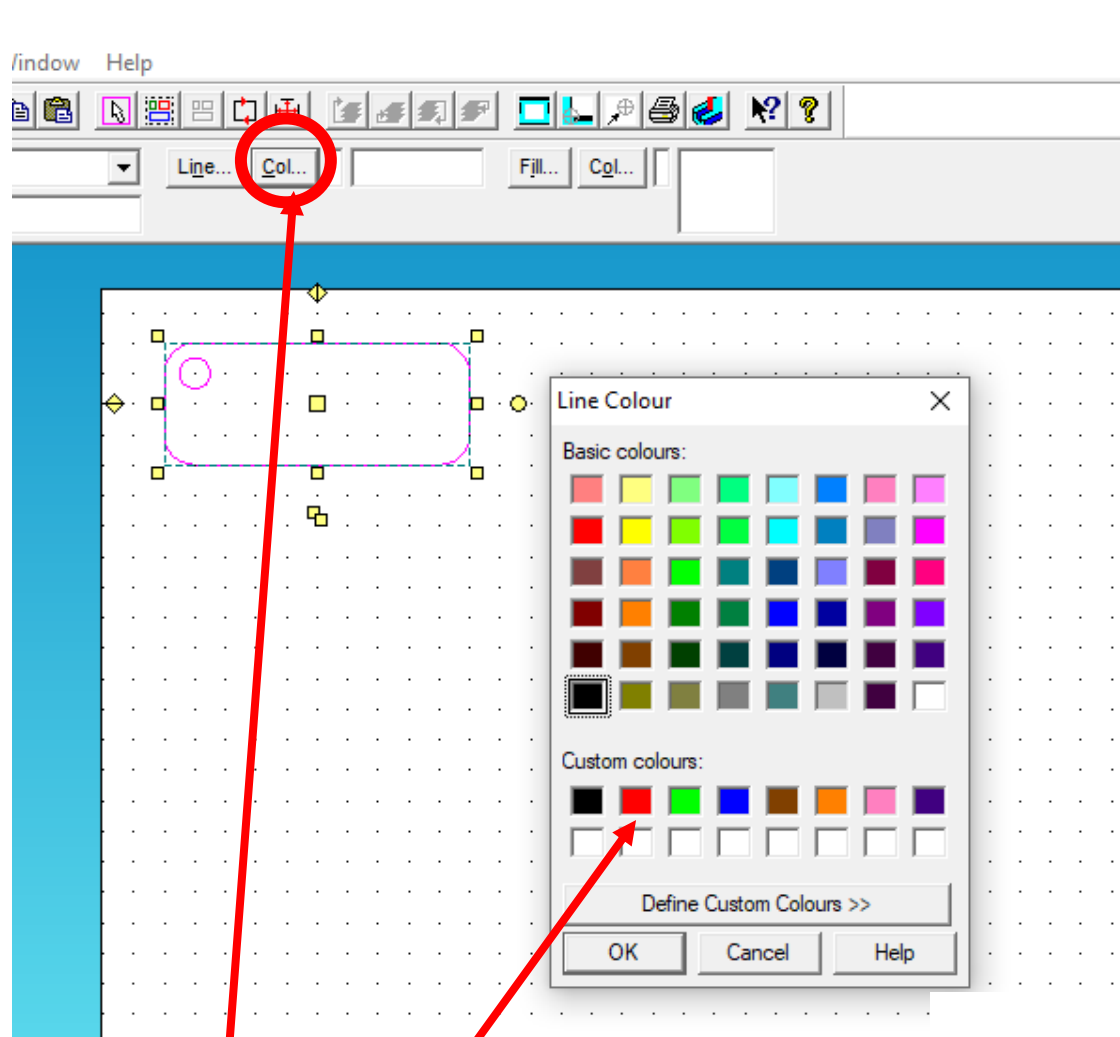 Window Help
Line... Col... Fill... Col...
Line Colour
Basic colours:
Custom colours:
Define Custom Colours >>
OK Cancel Help